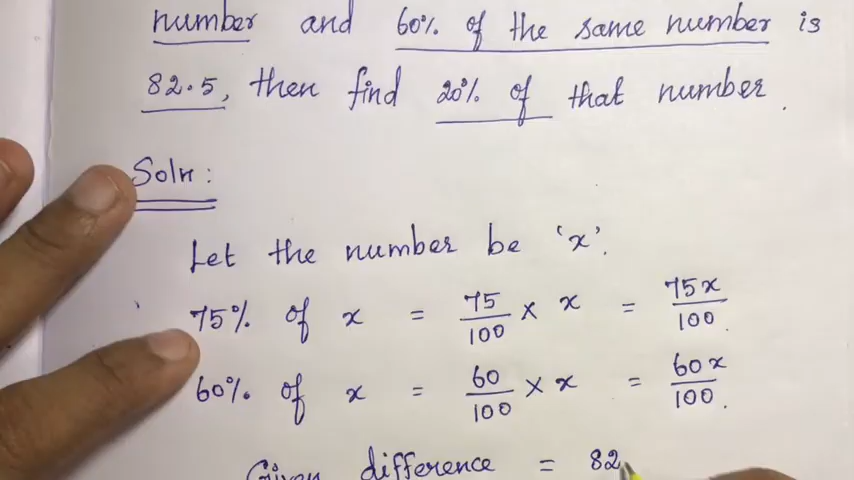 number and 60% of the same number is
82.5, then find 20% of that number.
Soln:
Let the number be 'x'.
75% of x = 75/100 × x = 75x/100.
60% of x = 60/100 × x = 60x/100.
Given difference = 82